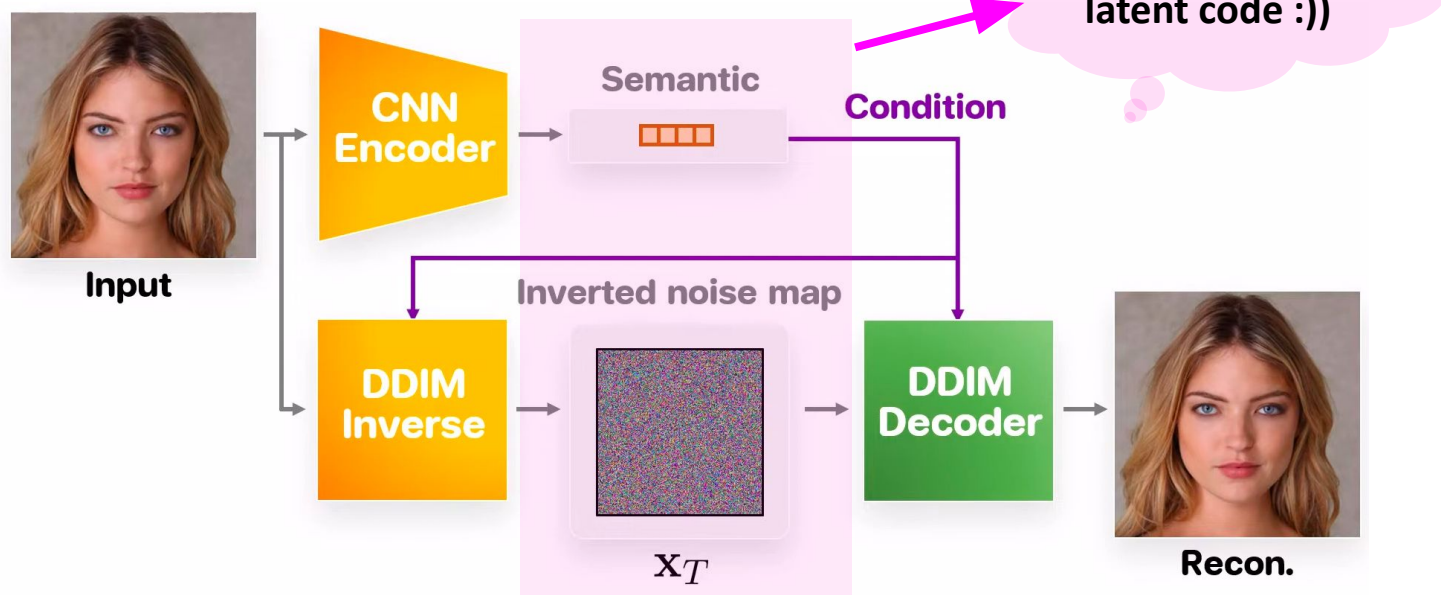 latent code :))
CNN
Encoder
Semantic
Condition
Input
Inverted noise map
DDIM
Inverse
DDIM
Decoder
x_T
Recon.